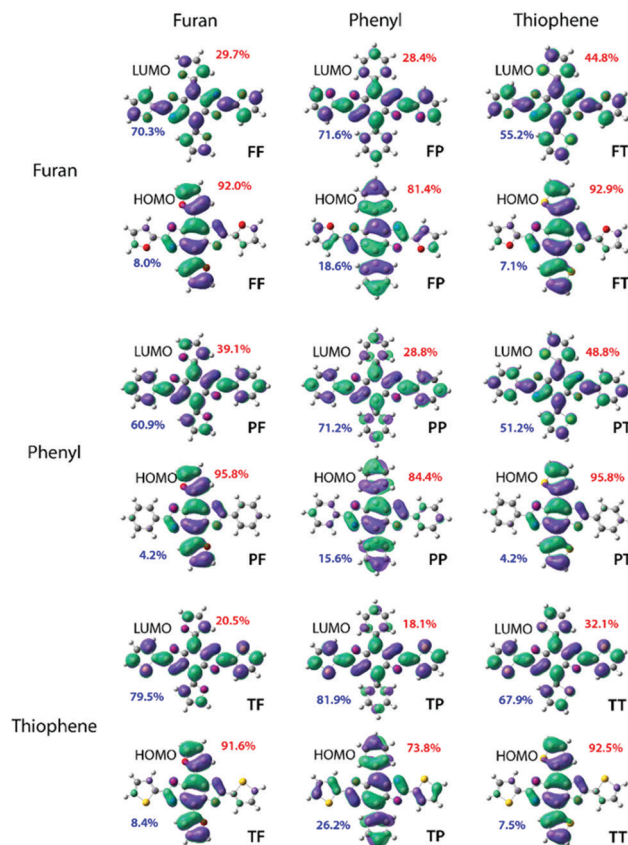 Furan Phenyl Thiophene
29.7% 28.4% 44.8%
LUMO LUMO LUMO
70.3% 71.6% 55.2%
FF FP FT
Furan
HOMO 92.0% HOMO 81.4% HOMO 92.9%
8.0% 18.6% 7.1%
FF FP FT
LUMO 39.1% LUMO 28.8% LUMO 48.8%
60.9% 71.2% 51.2%
PF PP PT
Phenyl
HOMO 95.8% HOMO 84.4% HOMO 95.8%
4.2% 15.6% 4.2%
PF PP PT
20.5% 18.1% 32.1%
LUMO LUMO LUMO
79.5% 81.9% 67.9%
TF TP TT
Thiophene
HOMO 91.6% HOMO 73.8% HOMO 92.5%
8.4% 26.2% 7.5%
TF TP TT